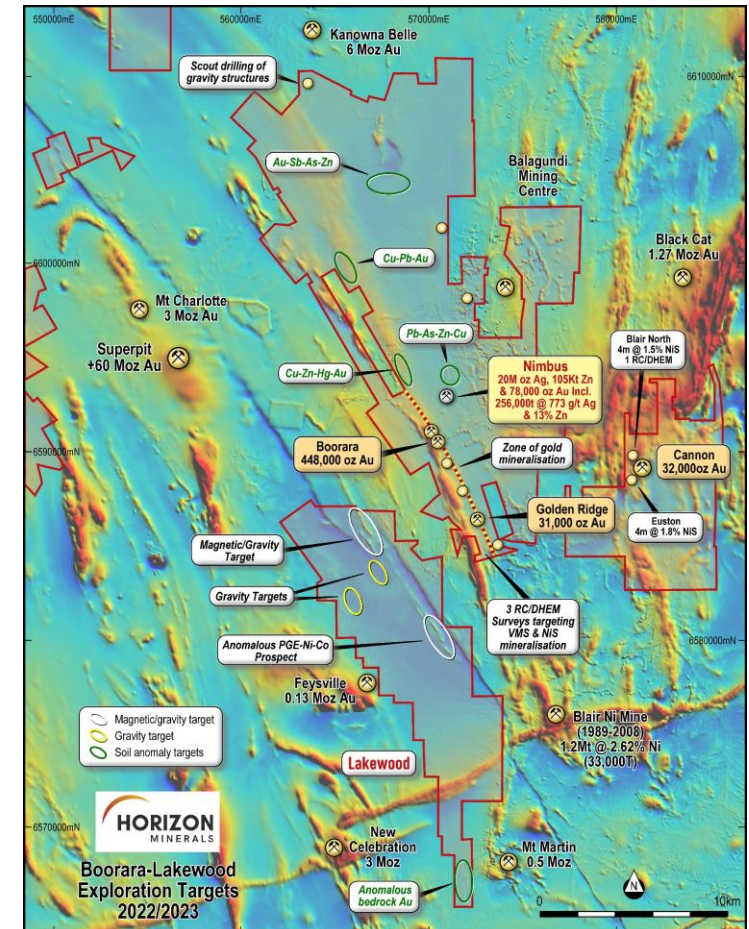 550000mE
560000mE
570000mE
580000mE
Kanowna Belle
6 Moz Au
Scout drilling of
gravity structures
6610000mN
Au-Sb-As-Zn
Balagundi
Mining
Centre
6600000mN
Cu-Pb-Au
Black Cat
1.27 Moz Au
Mt Charlotte
3 Moz Au
Superpit
+60 Moz Au
Pb-As-Zn-Cu
Blair North
4m @ 1.5% NiS
1 RC/DHEM
Cu-Zn-Hg-Au
Nimbus
20M oz Ag, 105Kt Zn
& 78,000 oz Au Incl.
256,000t @ 773 g/t Ag
& 13% Zn
6590000mN
Boorara
448,000 oz Au
Zone of gold
mineralisation
Cannon
32,000oz Au
Golden Ridge
31,000 oz Au
Euston
4m @ 1.8% NiS
Magnetic/Gravity
Target
Gravity Targets
3 RC/DHEM
Surveys targeting
VMS & NiS
mineralisation
Anomalous PGE-Ni-Co
Prospect
6580000mN
Feysville
0.13 Moz Au
Magnetic/gravity target
Gravity target
Soil anomaly targets
Blair Ni Mine
(1989-2008)
1.2Mt @ 2.62% Ni
(33,000T)
Lakewood
6570000mN
HORIZON
MINERALS
New
Celebration
3 Moz
Mt Martin
0.5 Moz
Boorara-Lakewood
Exploration Targets
2022/2023
Anomalous
bedrock Au
N
0
10km